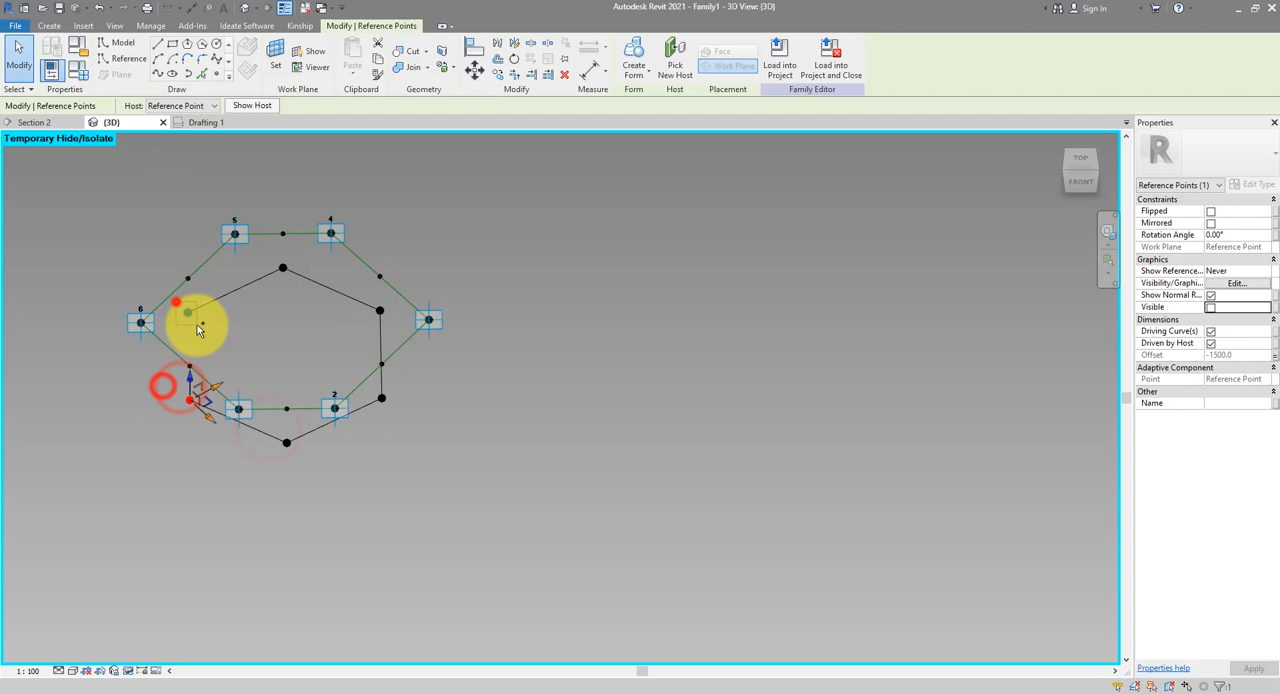 Autodesk Revit 2021 - Family1 - 3D View: {3D}
Sign In
File Create Insert View Manage Add-Ins Ideate Software Kinship Modify | Reference Points
Modify
Model
Reference
Plane
Set
Show
Viewer
Paste
Cut
Join
Create
Form
Pick
New Host
Face
Work Plane
Load into
Project
Load into
Project and Close
Select Properties Draw Work Plane Clipboard Geometry Modify Measure Form Host Placement Family Editor
Modify | Reference Points Host: Reference Point Show Host
Section 2 {3D} Drafting 1
Temporary Hide/Isolate
TOP
FRONT
5
4
6
2
Properties
Reference Points (1) Edit Type
Constraints
Flipped
Mirrored
Rotation Angle 0.00°
Work Plane Reference Point
Graphics
Show Reference... Never
Visibility/Graphi... Edit...
Show Normal R...
Visible
Dimensions
Driving Curve(s)
Driven by Host
Offset -1500.0
Adaptive Component
Point Reference Point
Other
Name
Properties help Apply
1 : 100
:1